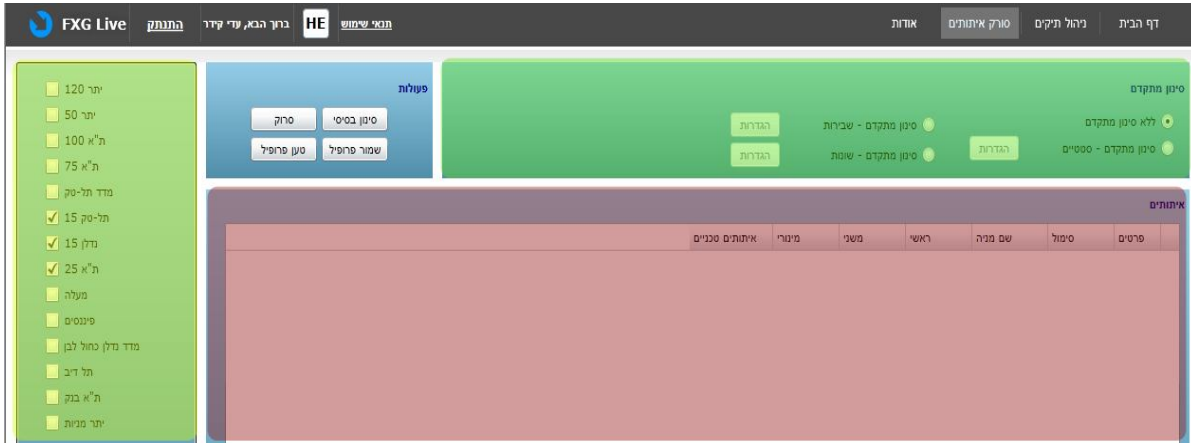 דף הבית
ניהול תיקים
סורק איתותים
אודות
תנאי שימוש
HE
ברוך הבא, עדי קידר
התנתק
FXG Live
סינון מתקדם
ללא סינון מתקדם
סינון מתקדם - סטטיים
הגדרות
סינון מתקדם - שבירות
הגדרות
סינון מתקדם - שונות
הגדרות
פעולות
סינון בסיסי
סרוק
שמור פרופיל
טען פרופיל
יתר 120
יתר 50
ת"א 100
ת"א 75
מדד תל-טק
תל-טק 15
נדלן 15
ת"א 25
מעלה
פיננסים
מדד נדלן כחול לבן
תל דיב
ת"א בנק
יתר מניות
איתותים
פרטים
סימול
שם מניה
ראשי
משני
מינורי
איתותים טכניים